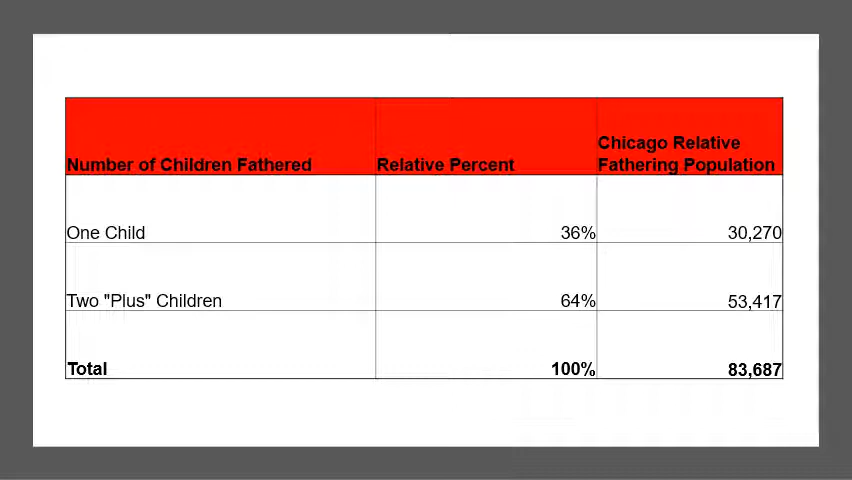 Number of Children Fathered Relative Percent Chicago Relative
Fathering Population
One Child 36% 30,270
Two "Plus" Children 64% 53,417
Total 100% 83,687